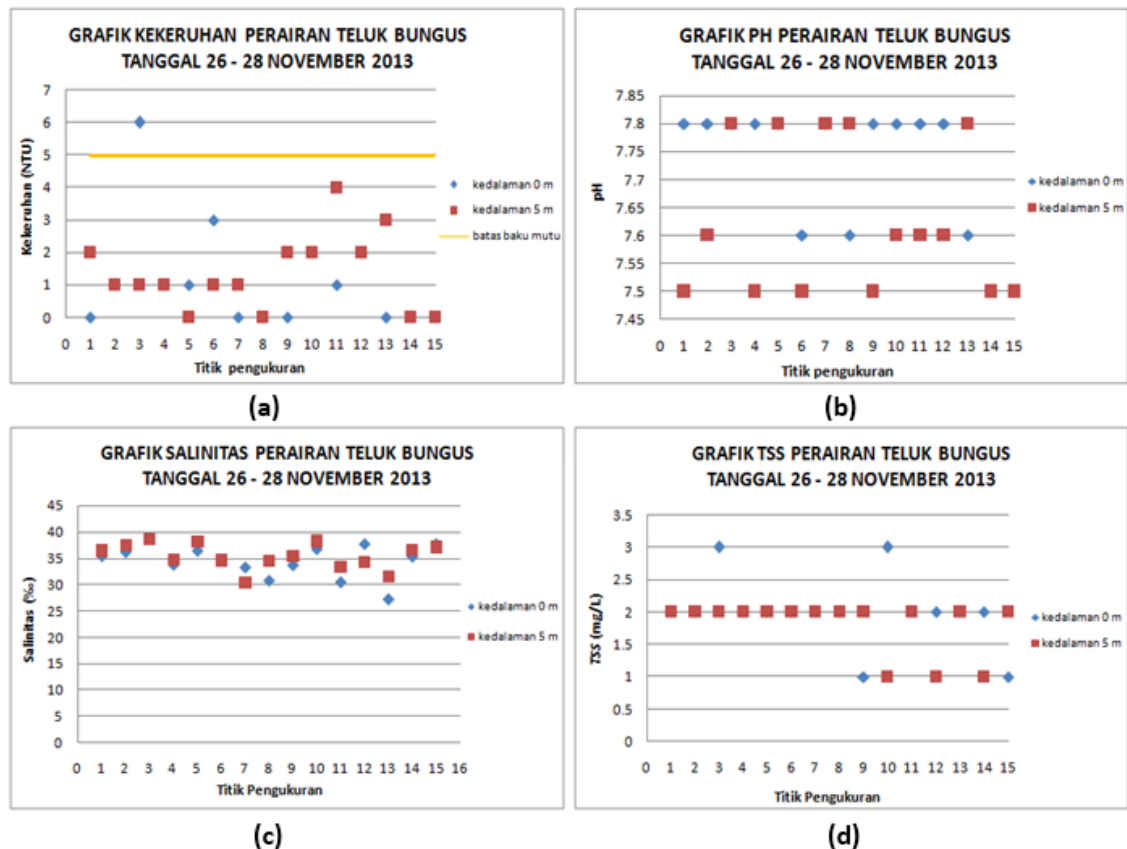 GRAFIK KEKERUHAN PERAIRAN TELUK BUNGUS
TANGGAL 26 - 28 NOVEMBER 2013
Kekeruhan (NTU)
7
6
5
4
3
2
1
0
0 1 2 3 4 5 6 7 8 9 10 11 12 13 14 15
Titik pengukuran
kedalaman 0 m
kedalaman 5 m
batas baku mutu
(a)
GRAFIK PH PERAIRAN TELUK BUNGUS
TANGGAL 26 - 28 NOVEMBER 2013
pH
7.85
7.8
7.75
7.7
7.65
7.6
7.55
7.5
7.45
0 1 2 3 4 5 6 7 8 9 10 11 12 13 14 15
Titik pengukuran
kedalaman 0 m
kedalaman 5 m
(b)
GRAFIK SALINITAS PERAIRAN TELUK BUNGUS
TANGGAL 26 - 28 NOVEMBER 2013
Salinitas (‰)
45
40
35
30
25
20
15
10
5
0
0 1 2 3 4 5 6 7 8 9 10 11 12 13 14 15 16
Titik Pengukuran
kedalaman 0 m
kedalaman 5 m
(c)
GRAFIK TSS PERAIRAN TELUK BUNGUS
TANGGAL 26 - 28 NOVEMBER 2013
TSS (mg/L)
3.5
3
2.5
2
1.5
1
0.5
0
0 1 2 3 4 5 6 7 8 9 10 11 12 13 14 15
Titik Pengukuran
kedalaman 0 m
kedalaman 5 m
(d)